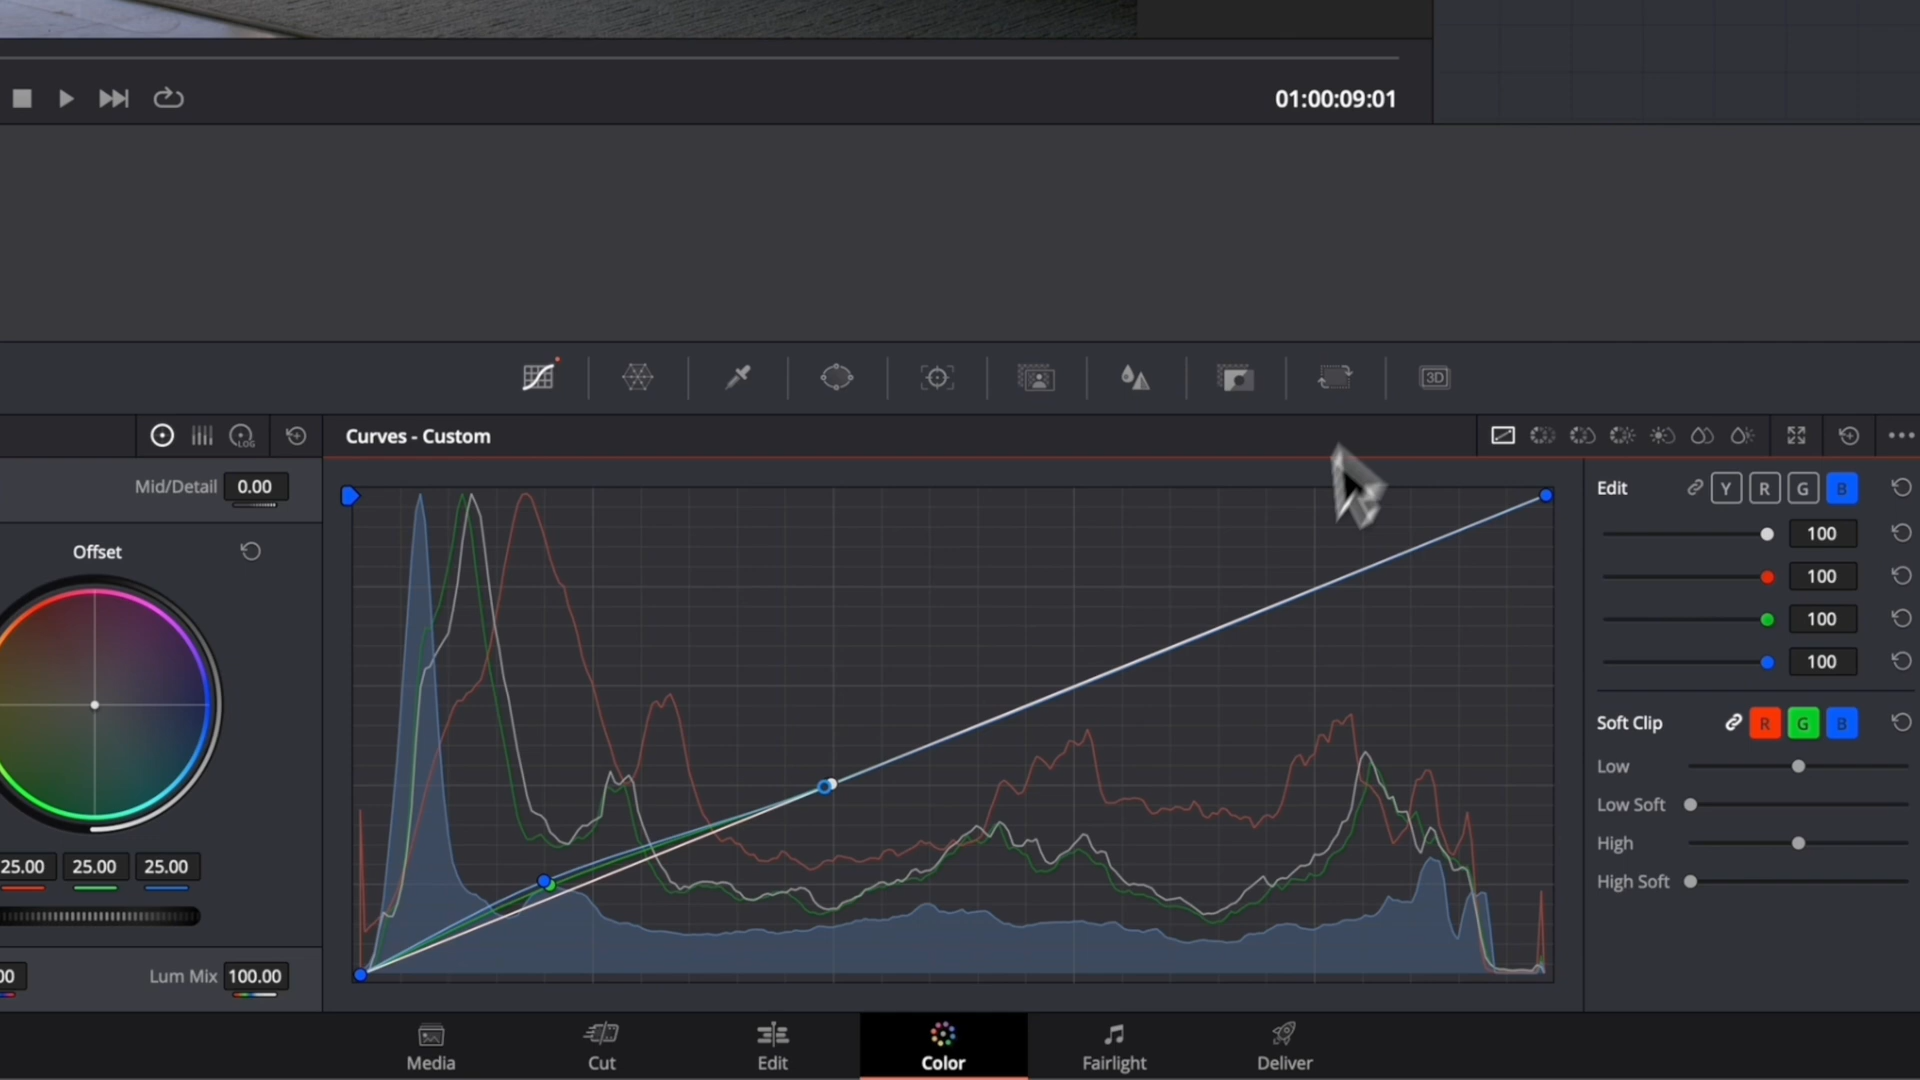 01:00:09:01
3D
LOG
Curves - Custom
Mid/Detail 0.00
Edit Y R G B
Offset
100
100
100
100
Soft Clip R G B
Low
Low Soft
High
High Soft
25.00 25.00 25.00
00 Lum Mix 100.00
Media Cut Edit Color Fairlight Deliver